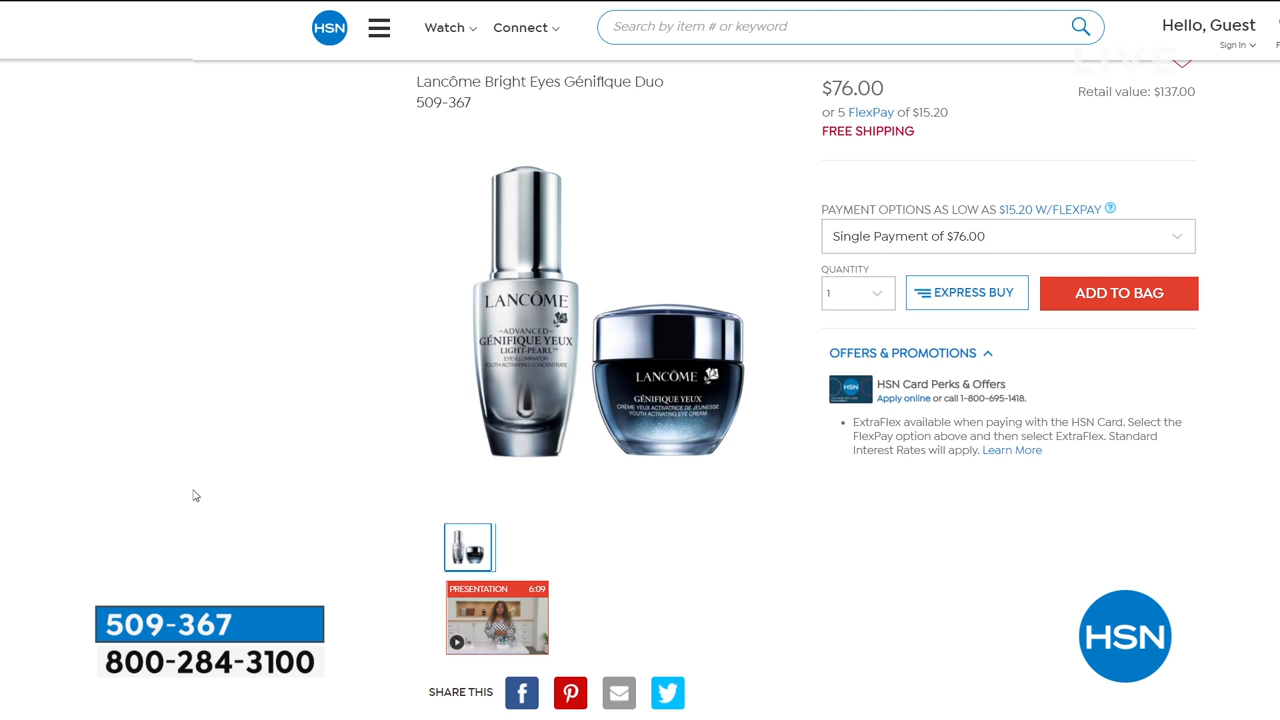 HSN
Watch
Connect
Search by item # or keyword
Hello, Guest
Sign In
LIVE
Lancôme Bright Eyes Génifique Duo
509-367
$76.00
Retail value: $137.00
or 5 FlexPay of $15.20
FREE SHIPPING
PAYMENT OPTIONS AS LOW AS $15.20 W/FLEXPAY ?
Single Payment of $76.00
QUANTITY
1
EXPRESS BUY
ADD TO BAG
OFFERS & PROMOTIONS
HSN
HSN Card Perks & Offers
Apply online or call 1-800-695-1418.
• ExtraFlex available when paying with the HSN Card. Select the
FlexPay option above and then select ExtraFlex. Standard
Interest Rates will apply. Learn More
LANCÔME
–ADVANCED–
GÉNIFIQUE YEUX
LIGHT-PEARL™
EYE-ILLUMINATOR
YOUTH ACTIVATING CONCENTRATE
LANCÔME
GÉNIFIQUE YEUX
CRÈME YEUX ACTIVATRICE DE JEUNESSE
YOUTH ACTIVATING EYE CREAM
PRESENTATION 6:09
509-367
800-284-3100
HSN
SHARE THIS